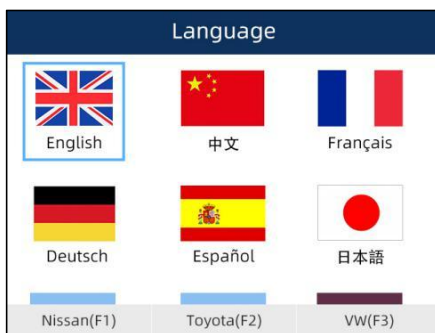 Language
English
中文
Français
Deutsch
Español
日本語
Nissan(F1)
Toyota(F2)
VW(F3)